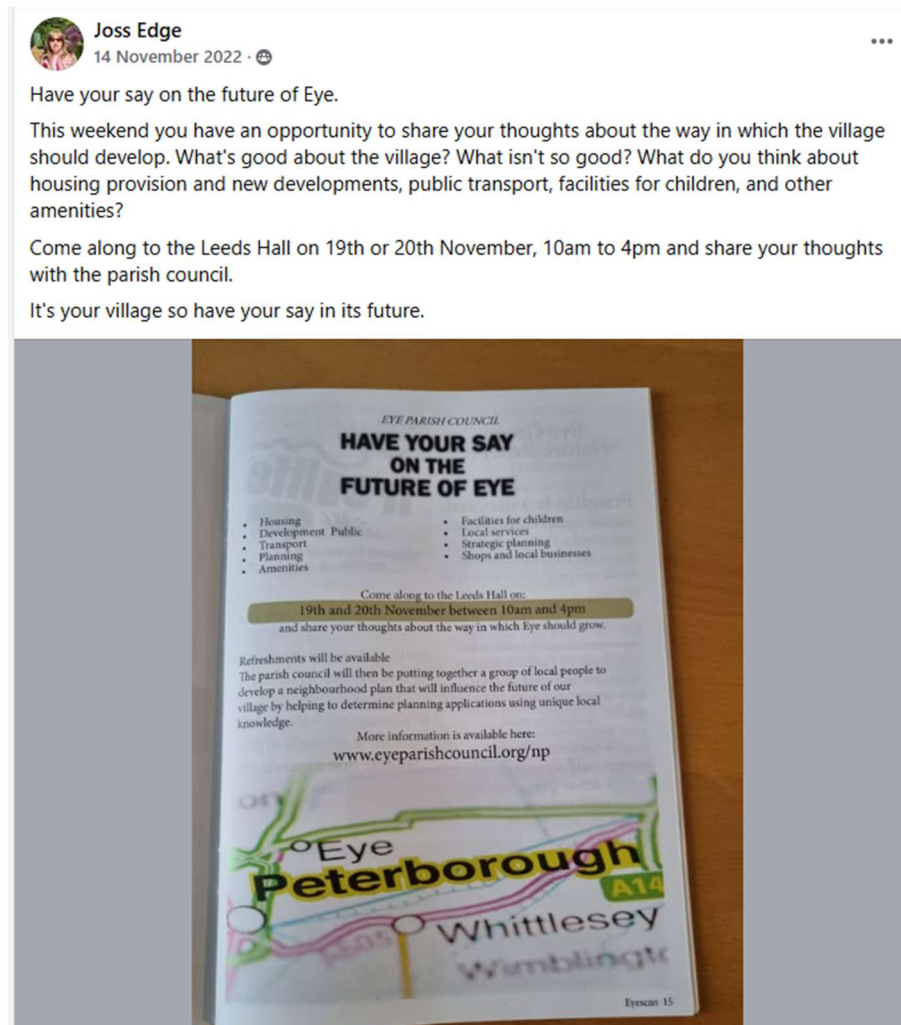 Joss Edge
14 November 2022 ·
Have your say on the future of Eye.
This weekend you have an opportunity to share your thoughts about the way in which the village
should develop. What's good about the village? What isn't so good? What do you think about
housing provision and new developments, public transport, facilities for children, and other
amenities?
Come along to the Leeds Hall on 19th or 20th November, 10am to 4pm and share your thoughts
with the parish council.
It's your village so have your say in its future.
EYE PARISH COUNCIL
HAVE YOUR SAY
ON THE
FUTURE OF EYE
• Housing
• Development Public
• Transport
• Planning
• Amenities
• Facilities for children
• Local services
• Strategic planning
• Shops and local businesses
Come along to the Leeds Hall on:
19th and 20th November between 10am and 4pm
and share your thoughts about the way in which Eye should grow.
Refreshments will be available
The parish council will then be putting together a group of local people to
develop a neighbourhood plan that will influence the future of our
village by helping to determine planning applications using unique local
knowledge.
More information is available here:
www.eyeparishcouncil.org/np
on
Eye
Peterborough
A14
Whittlesey
Wimblingto
Eyescan 15